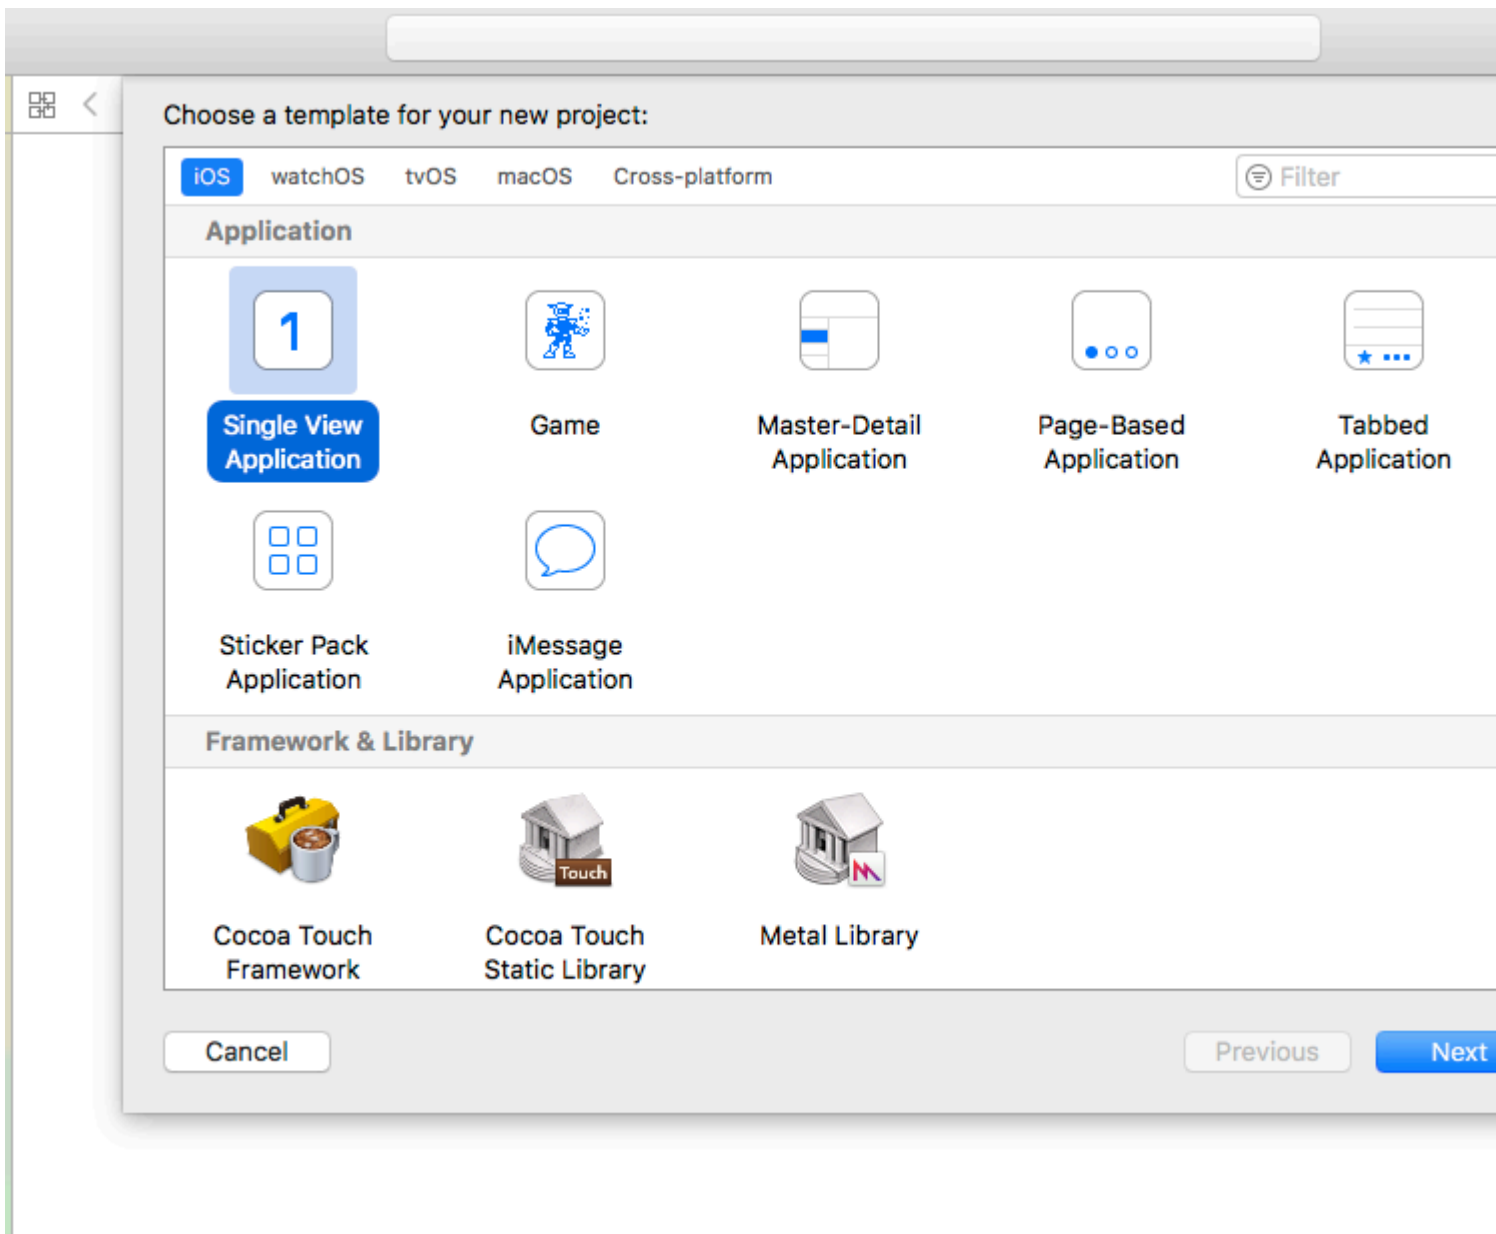 Choose a template for your new project:
iOS watchOS tvOS macOS Cross-platform Filter
Application
1
Single View Game Master-Detail Page-Based Tabbed
Application Application Application Application
Sticker Pack iMessage
Application Application
Framework & Library
Touch
Cocoa Touch Cocoa Touch Metal Library
Framework Static Library
Cancel Previous Next